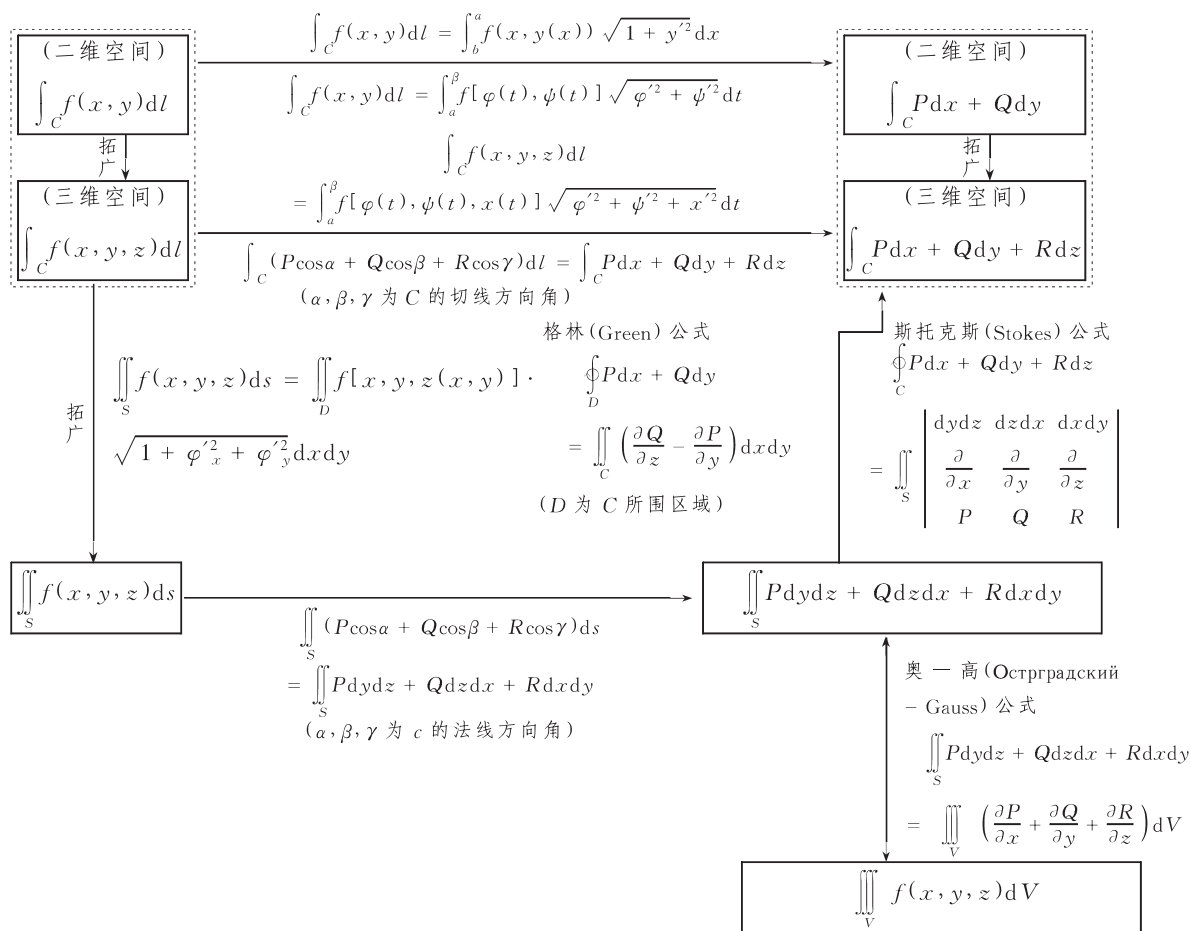 ∫_C f(x,y)dl = ∫_b^a f(x,y(x)) √(1 + y′²) dx
(二维空间)
∫_C f(x,y)dl
∫_C f(x,y)dl = ∫_a^β f[φ(t),ψ(t)] √(φ′² + ψ′²) dt
(二维空间)
∫_C Pdx + Qdy
拓广
∫_C f(x,y,z)dl
= ∫_a^β f[φ(t),ψ(t),x(t)] √(φ′² + ψ′² + x′²) dt
拓广
(三维空间)
∫_C f(x,y,z)dl
∫_C (Pcosα + Qcosβ + Rcosγ)dl = ∫_C Pdx + Qdy + Rdz
(α,β,γ 为 C 的切线方向角)
(三维空间)
∫_C Pdx + Qdy + Rdz
拓广
∬_S f(x,y,z)ds = ∬_D f[x,y,z(x,y)]·
√(1 + φ′²_x + φ′²_y) dxdy
格林(Green)公式
∮_D Pdx + Qdy
= ∬_C (∂Q/∂z − ∂P/∂y) dxdy
(D 为 C 所围区域)
斯托克斯(Stokes)公式
∮_C Pdx + Qdy + Rdz
= ∬_S | dydz dzdx dxdy |
| ∂/∂x ∂/∂y ∂/∂z |
| P Q R |
∬_S f(x,y,z)ds
∬_S (Pcosα + Qcosβ + Rcosγ)ds
= ∬_S Pdydz + Qdzdx + Rdxdy
(α,β,γ 为 c 的法线方向角)
∬_S Pdydz + Qdzdx + Rdxdy
奥一高(Острградский
– Gauss)公式
∬_S Pdydz + Qdzdx + Rdxdy
= ∭_V (∂P/∂x + ∂Q/∂y + ∂R/∂z) dV
∭_V f(x,y,z)dV